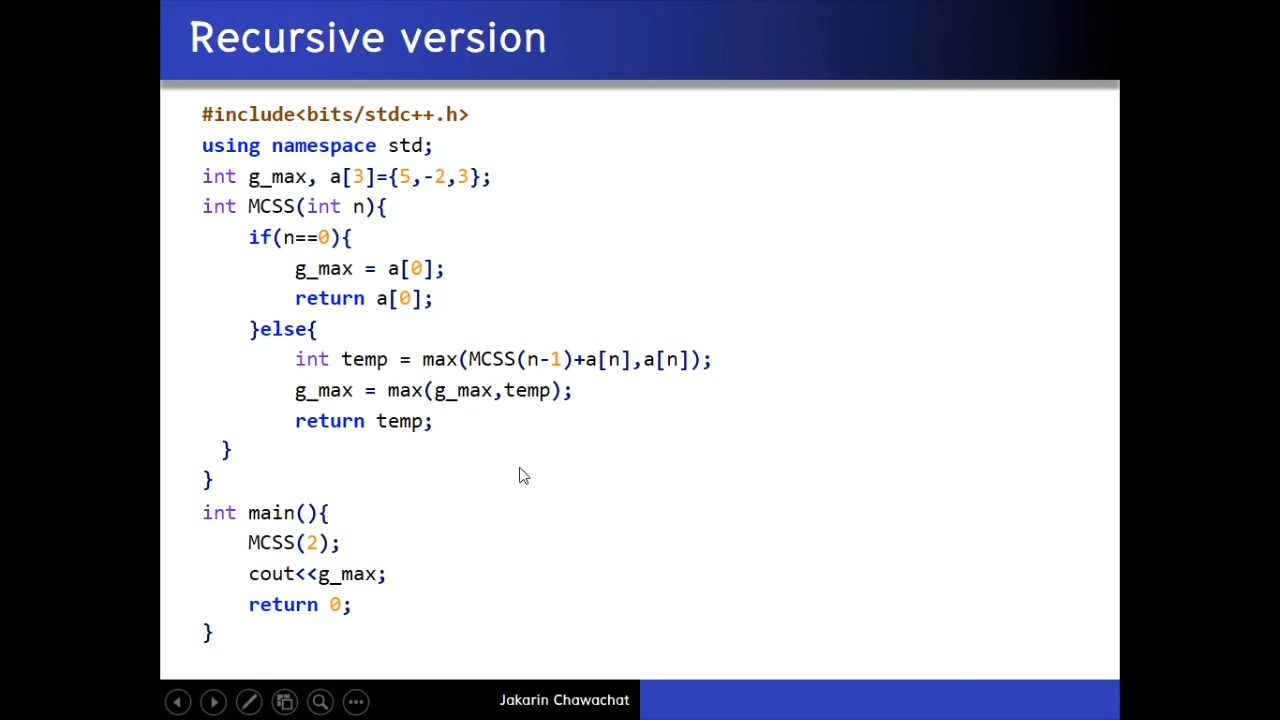 Recursive version
#include<bits/stdc++.h>
using namespace std;
int g_max, a[3]={5,-2,3};
int MCSS(int n){
if(n==0){
g_max = a[0];
return a[0];
}else{
int temp = max(MCSS(n-1)+a[n],a[n]);
g_max = max(g_max,temp);
return temp;
}
}
int main(){
MCSS(2);
cout<<g_max;
return 0;
}
Jakarin Chawachat